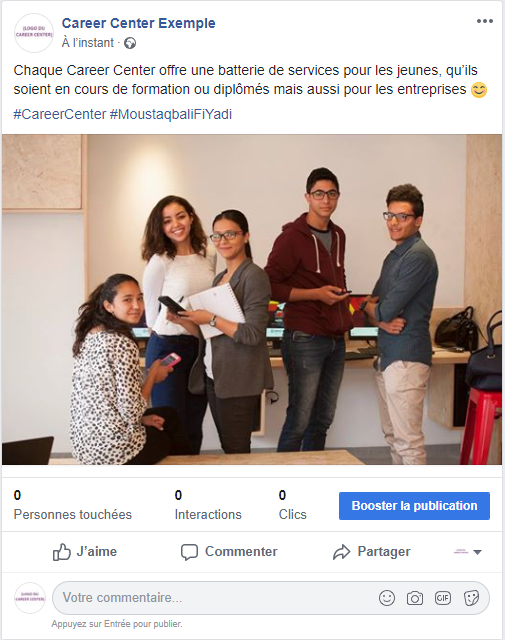 [LOGO DU
CAREER CENTER]
Career Center Exemple
À l'instant ·
Chaque Career Center offre une batterie de services pour les jeunes, qu'ils
soient en cours de formation ou diplômés mais aussi pour les entreprises 😊
#CareerCenter #MoustaqbaliFiYadi
0 0 0
Personnes touchées Interactions Clics
Booster la publication
J'aime Commenter Partager
[LOGO DU
CAREER CENTER]
Votre commentaire...
GIF
Appuyez sur Entrée pour publier.